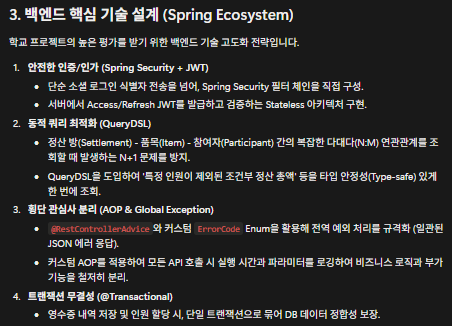 3. 백엔드 핵심 기술 설계 (Spring Ecosystem)
학교 프로젝트의 높은 평가를 받기 위한 백엔드 기술 고도화 전략입니다.
1. 안전한 인증/인가 (Spring Security + JWT)
• 단순 소셜 로그인 식별자 전송을 넘어, Spring Security 필터 체인을 직접 구성.
• 서버에서 Access/Refresh JWT를 발급하고 검증하는 Stateless 아키텍처 구현.
2. 동적 쿼리 최적화 (QueryDSL)
• 정산 방(Settlement) - 품목(Item) - 참여자(Participant) 간의 복잡한 다대다(N:M) 연관관계를 조
회할 때 발생하는 N+1 문제를 방지.
• QueryDSL을 도입하여 '특정 인원이 제외된 조건부 정산 총액' 등을 타입 안정성(Type-safe) 있게
한 번에 조회.
3. 횡단 관심사 분리 (AOP & Global Exception)
• @RestControllerAdvice 와 커스텀 ErrorCode Enum을 활용해 전역 예외 처리를 규격화 (일관된
JSON 에러 응답).
• 커스텀 AOP를 적용하여 모든 API 호출 시 실행 시간과 파라미터를 로깅하여 비즈니스 로직과 부가
기능을 철저히 분리.
4. 트랜잭션 무결성 (@Transactional)
• 영수증 내역 저장 및 인원 할당 시, 단일 트랜잭션으로 묶어 DB 데이터 정합성 보장.